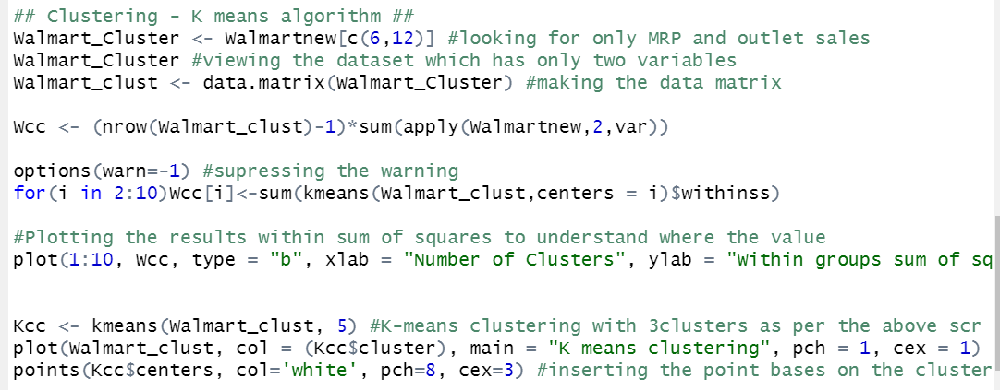 ## Clustering - K means algorithm ##
Walmart_Cluster <- Walmartnew[c(6,12)] #looking for only MRP and outlet sales
Walmart_Cluster #viewing the dataset which has only two variables
Walmart_clust <- data.matrix(Walmart_Cluster) #making the data matrix
Wcc <- (nrow(Walmart_clust)-1)*sum(apply(Walmartnew,2,var))
options(warn=-1) #supressing the warning
for(i in 2:10)Wcc[i]<-sum(kmeans(Walmart_clust,centers = i)$withinss)
#Plotting the results within sum of squares to understand where the value
plot(1:10, Wcc, type = "b", xlab = "Number of Clusters", ylab = "Within groups sum of sq
Kcc <- kmeans(Walmart_clust, 5) #K-means clustering with 3clusters as per the above scr
plot(Walmart_clust, col = (Kcc$cluster), main = "K means clustering", pch = 1, cex = 1)
points(Kcc$centers, col='white', pch=8, cex=3) #inserting the point bases on the cluster